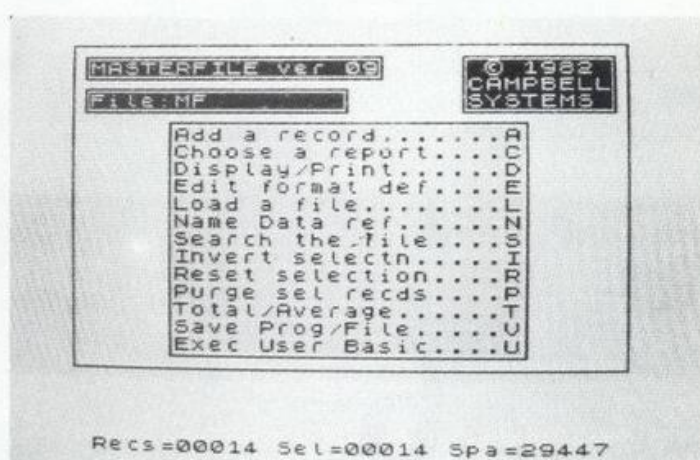 MASTERFILE ver 09
© 1982
CAMPBELL
SYSTEMS
File:MF
Add a record.......A
Choose a report....C
Display/Print......D
Edit format def....E
Load a file........L
Name Data ref......N
Search the file....S
Invert selectn.....I
Reset selection....R
Purge sel recds....P
Total/Average......T
Save Prog/File.....V
Exec User Basic....U
Recs=00014 Sel=00014 Spa=29447